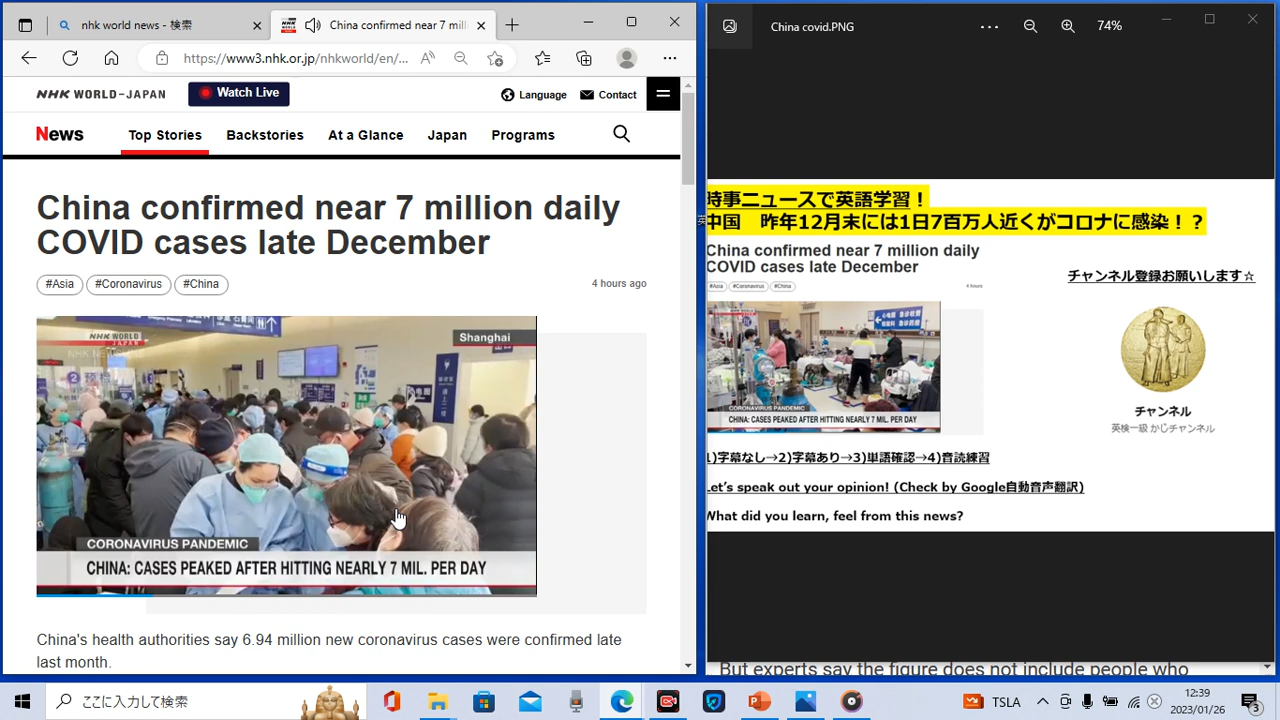 nkh world news - 検索
China confirmed near 7 mill
https://www3.nhk.or.jp/nhkworld/en/...
NHK WORLD-JAPAN
Watch Live
Language
Contact
News
Top Stories
Backstories
At a Glance
Japan
Programs
China confirmed near 7 million daily
COVID cases late December
#Asia
#Coronavirus
#China
4 hours ago
NHK WORLD
JAPAN
Shanghai
CORONAVIRUS PANDEMIC
CHINA: CASES PEAKED AFTER HITTING NEARLY 7 MIL. PER DAY
China's health authorities say 6.94 million new coronavirus cases were confirmed late
last month.
China covid.PNG
74%
時事ニュースで英語学習！
中国　昨年12月末には1日7百万人近くがコロナに感染！？
China confirmed near 7 million daily
COVID cases late December
#Asia
#Coronavirus
#China
4 hours
チャンネル登録お願いします☆
CORONAVIRUS PANDEMIC
CHINA: CASES PEAKED AFTER HITTING NEARLY 7 MIL. PER DAY
チャンネル
英検一級 かじチャンネル
1)字幕なし→2)字幕あり→3)単語確認→4)音読練習
Let's speak out your opinion! (Check by Google自動音声翻訳)
What did you learn, feel from this news?
But experts say the figure does not include people who
ここに入力して検索
TSLA
12:39
2023/01/26
3